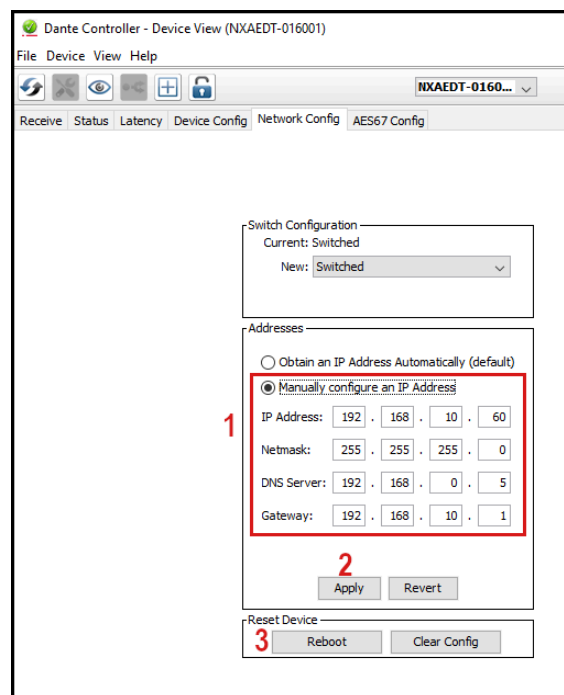 Dante Controller - Device View (NXAEDT-016001)
File Device View Help
NXAEDT-0160...
Receive Status Latency Device Config Network Config AES67 Config
Switch Configuration
Current: Switched
New: Switched
Addresses
Obtain an IP Address Automatically (default)
Manually configure an IP Address
1
IP Address: 192 . 168 . 10 . 60
Netmask: 255 . 255 . 255 . 0
DNS Server: 192 . 168 . 0 . 5
Gateway: 192 . 168 . 10 . 1
2
Apply Revert
Reset Device
3 Reboot Clear Config